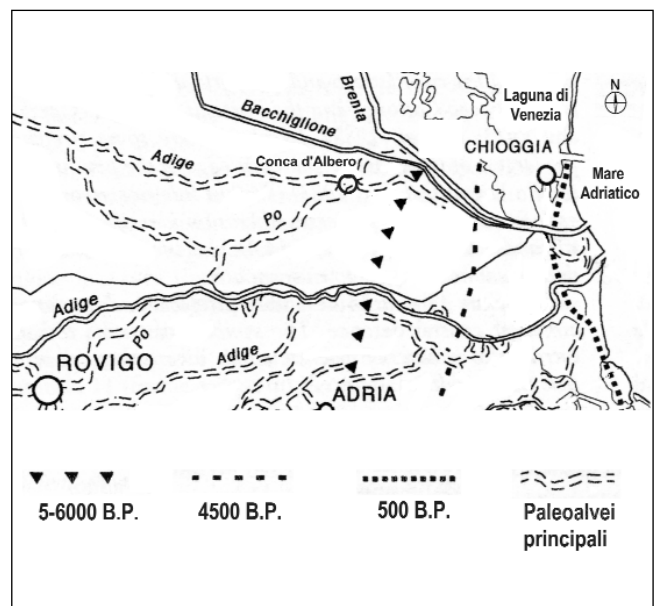 Laguna di
Venezia
N
CHIOGGIA
Mare
Adriatico
Brenta
Bacchiglione
Adige
Conca d'Albero
Po
Adige
Po
ROVIGO
Adige
ADRIA
5-6000 B.P.
4500 B.P.
500 B.P.
Paleoalvei
principali